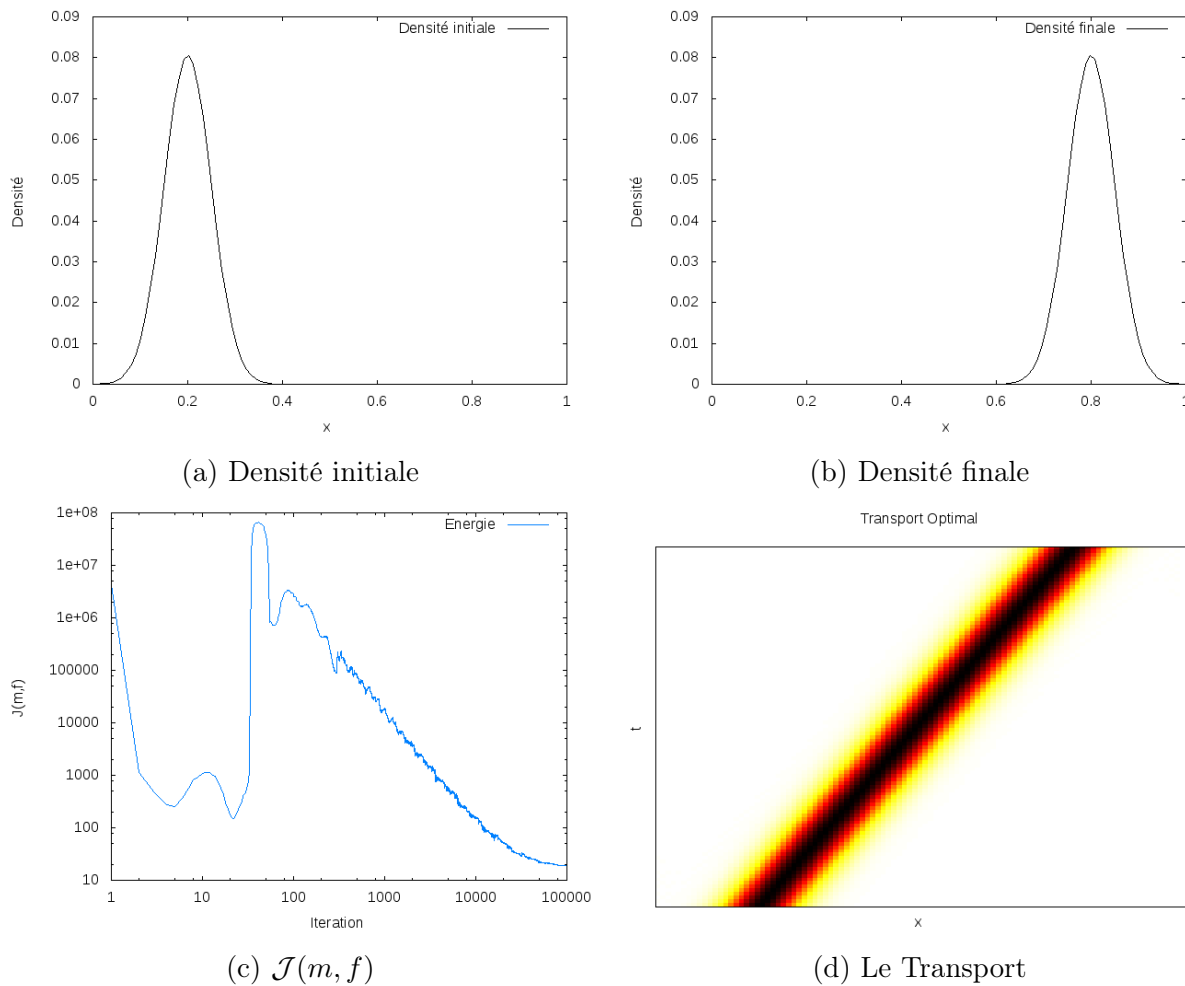 0.09
0.08
0.07
0.06
0.05
0.04
0.03
0.02
0.01
0
Densité
Densité initiale
0 0.2 0.4 0.6 0.8 1
x
(a) Densité initiale
0.09
0.08
0.07
0.06
0.05
0.04
0.03
0.02
0.01
0
Densité
Densité finale
0 0.2 0.4 0.6 0.8 1
x
(b) Densité finale
1e+08
1e+07
1e+06
100000
10000
1000
100
10
J(m,f)
Energie
1 10 100 1000 10000 100000
Iteration
(c) 𝒥(m, f)
Transport Optimal
t
x
(d) Le Transport